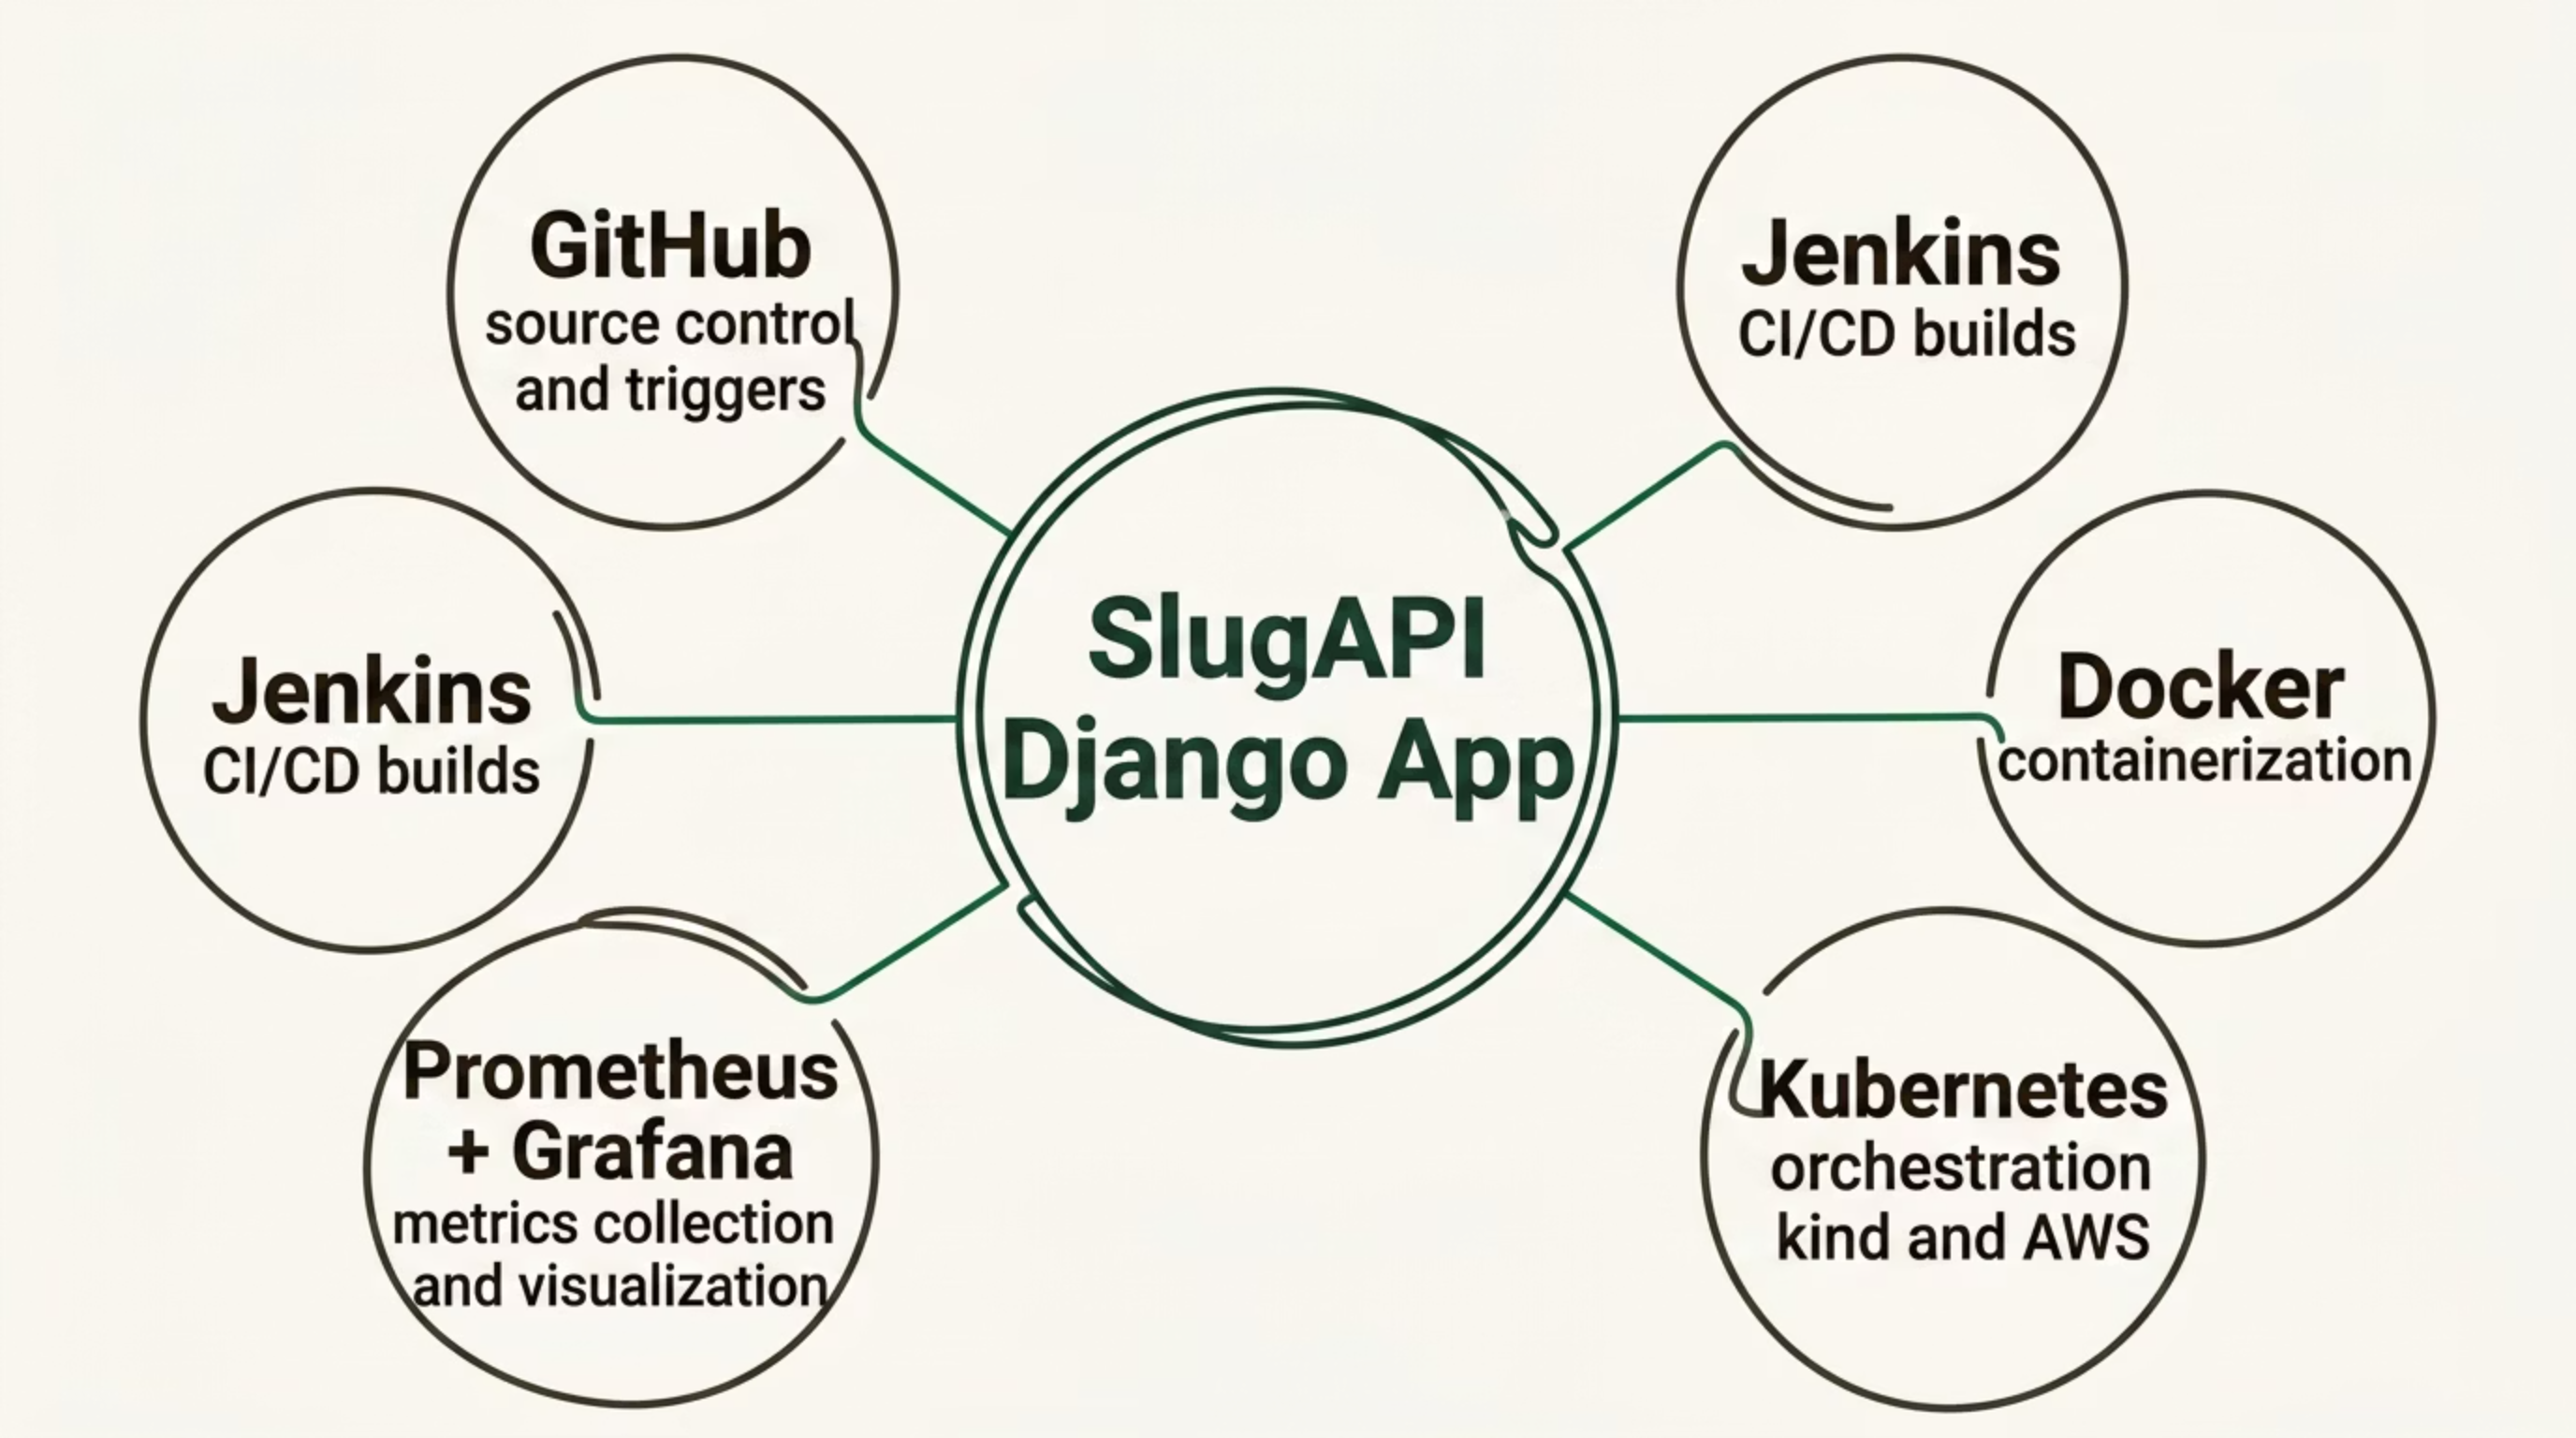 GitHub
source control
and triggers
Jenkins
CI/CD builds
Jenkins
CI/CD builds
SlugAPI
Django App
Docker
containerization
Prometheus
+ Grafana
metrics collection
and visualization
Kubernetes
orchestration
kind and AWS